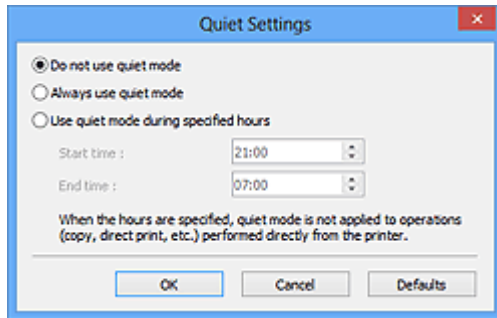 Quiet Settings
Do not use quiet mode
Always use quiet mode
Use quiet mode during specified hours
Start time : 21:00
End time : 07:00
When the hours are specified, quiet mode is not applied to operations
(copy, direct print, etc.) performed directly from the printer.
OK Cancel Defaults